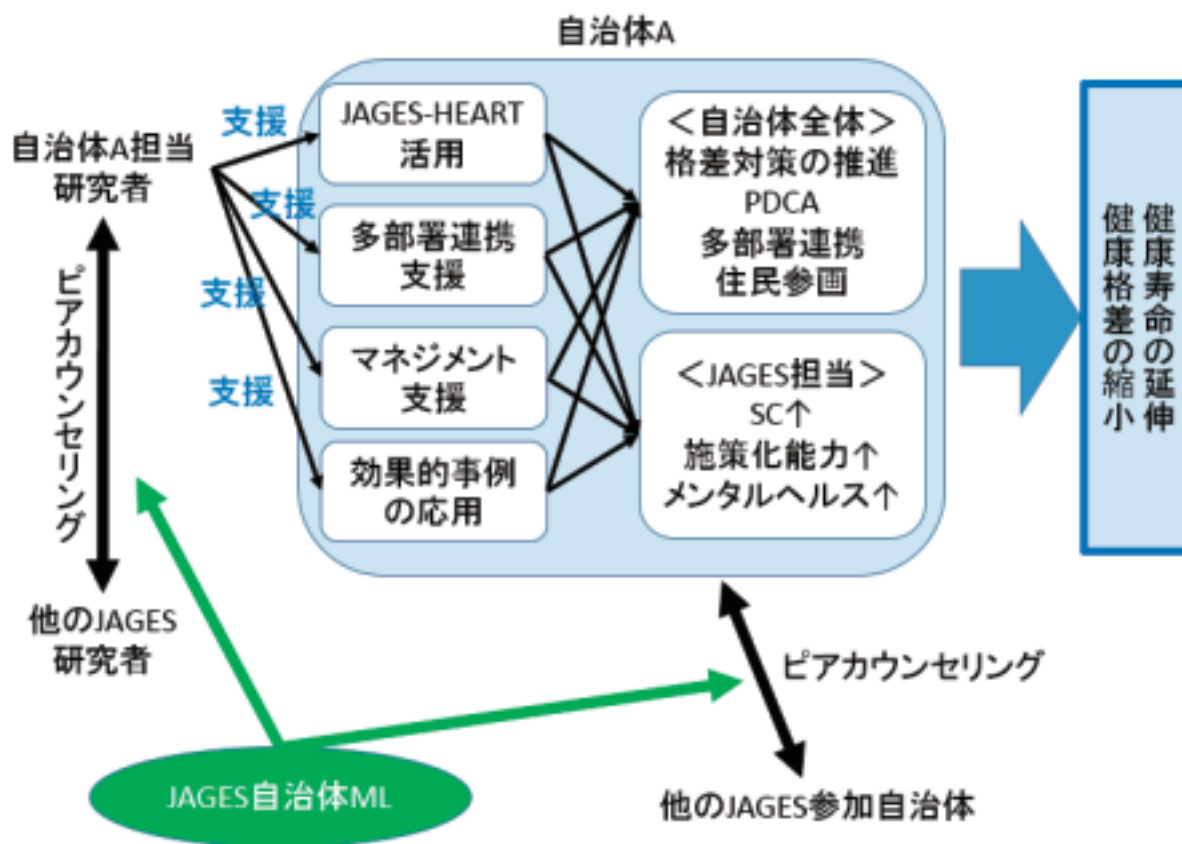 自治体A
支援
JAGES-HEART
活用
自治体A担当
研究者
支援
多部署連携
支援
支援
マネジメント
支援
支援
効果的事例
の応用
＜自治体全体＞
格差対策の推進
PDCA
多部署連携
住民参画
＜JAGES担当＞
SC↑
施策化能力↑
メンタルヘルス↑
健康寿命の延伸
健康格差の縮小
ピアカウンセリング
他のJAGES
研究者
ピアカウンセリング
JAGES自治体ML
他のJAGES参加自治体